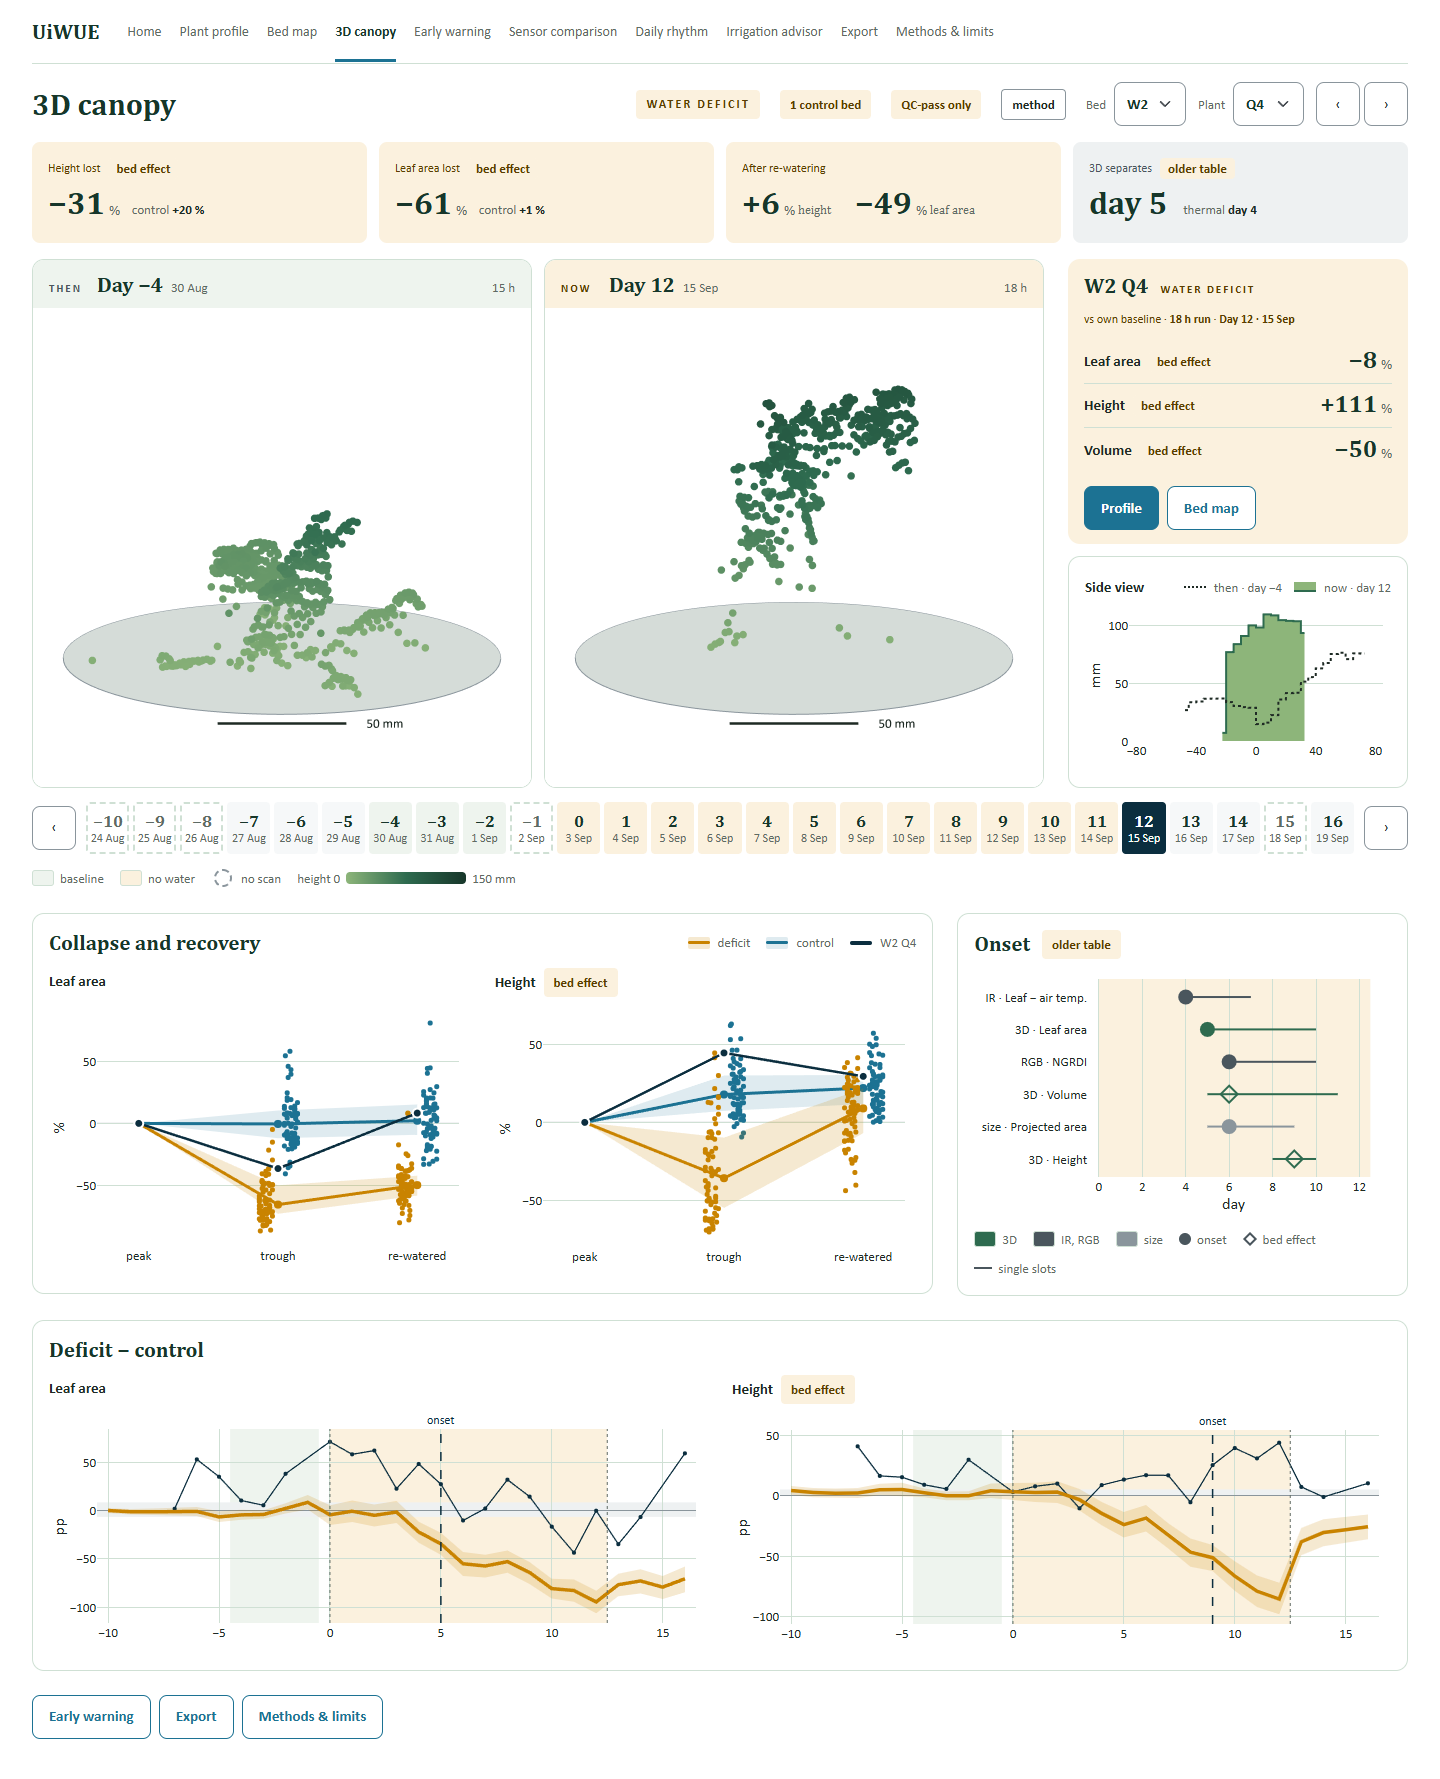 UiWUE Home Plant profile Bed map 3D canopy Early warning Sensor comparison Daily rhythm Irrigation advisor Export Methods & limits
3D canopy WATER DEFICIT 1 control bed QC-pass only method Bed W2 Plant Q4 ‹ ›
Height lost bed effect
−31 % control +20 %
Leaf area lost bed effect
−61 % control +1 %
After re-watering
+6 % height −49 % leaf area
3D separates older table
day 5 thermal day 4
THEN Day −4 30 Aug 15 h
50 mm
NOW Day 12 15 Sep 18 h
50 mm
W2 Q4 WATER DEFICIT
vs own baseline · 18 h run · Day 12 · 15 Sep
Leaf area bed effect −8 %
Height bed effect +111 %
Volume bed effect −50 %
Profile Bed map
Side view then · day −4 now · day 12
100
mm
50
0
−80 −40 0 40 80
‹ −10 −9 −8 −7 −6 −5 −4 −3 −2 −1 0 1 2 3 4 5 6 7 8 9 10 11 12 13 14 15 16 ›
24 Aug 25 Aug 26 Aug 27 Aug 28 Aug 29 Aug 30 Aug 31 Aug 1 Sep 2 Sep 3 Sep 4 Sep 5 Sep 6 Sep 7 Sep 8 Sep 9 Sep 10 Sep 11 Sep 12 Sep 13 Sep 14 Sep 15 Sep 16 Sep 17 Sep 18 Sep 19 Sep
baseline no water no scan height 0 150 mm
Collapse and recovery deficit control W2 Q4
Leaf area
50
0
%
−50
peak trough re-watered
Height bed effect
50
0
%
−50
peak trough re-watered
Onset older table
IR · Leaf − air temp.
3D · Leaf area
RGB · NGRDI
3D · Volume
size · Projected area
3D · Height
0 2 4 6 8 10 12
day
3D IR, RGB size onset bed effect
single slots
Deficit − control
Leaf area
onset
50
0
pp
−50
−100
−10 −5 0 5 10 15
Height bed effect
onset
50
0
pp
−50
−100
−10 −5 0 5 10 15
Early warning Export Methods & limits